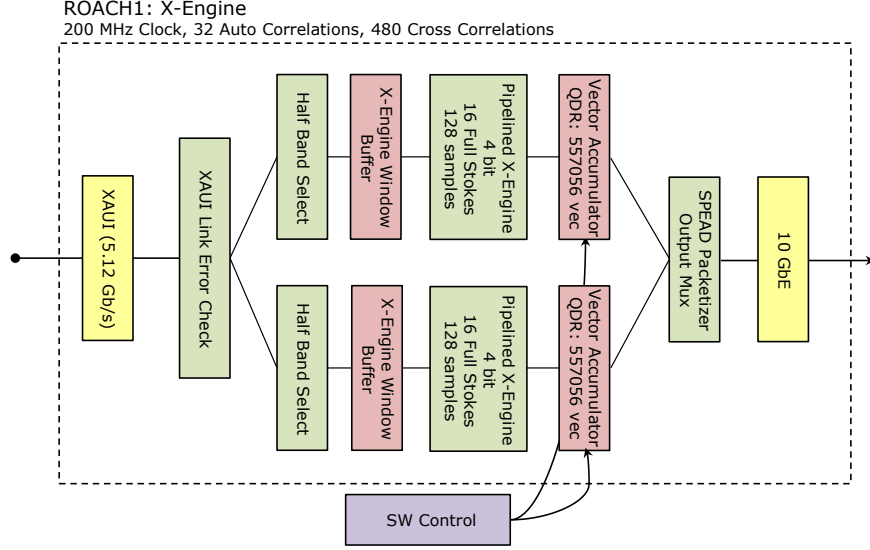 ROACH1: X-Engine
200 MHz Clock, 32 Auto Correlations, 480 Cross Correlations
XAUI (5.12 Gb/s)
XAUI Link Error Check
Half Band Select
X-Engine Window
Buffer
Pipelined X-Engine
4 bit
16 Full Stokes
128 samples
Vector Accumulator
QDR: 557056 vec
Half Band Select
X-Engine Window
Buffer
Pipelined X-Engine
4 bit
16 Full Stokes
128 samples
Vector Accumulator
QDR: 557056 vec
SPEAD Packetizer
Output Mux
10 GbE
SW Control